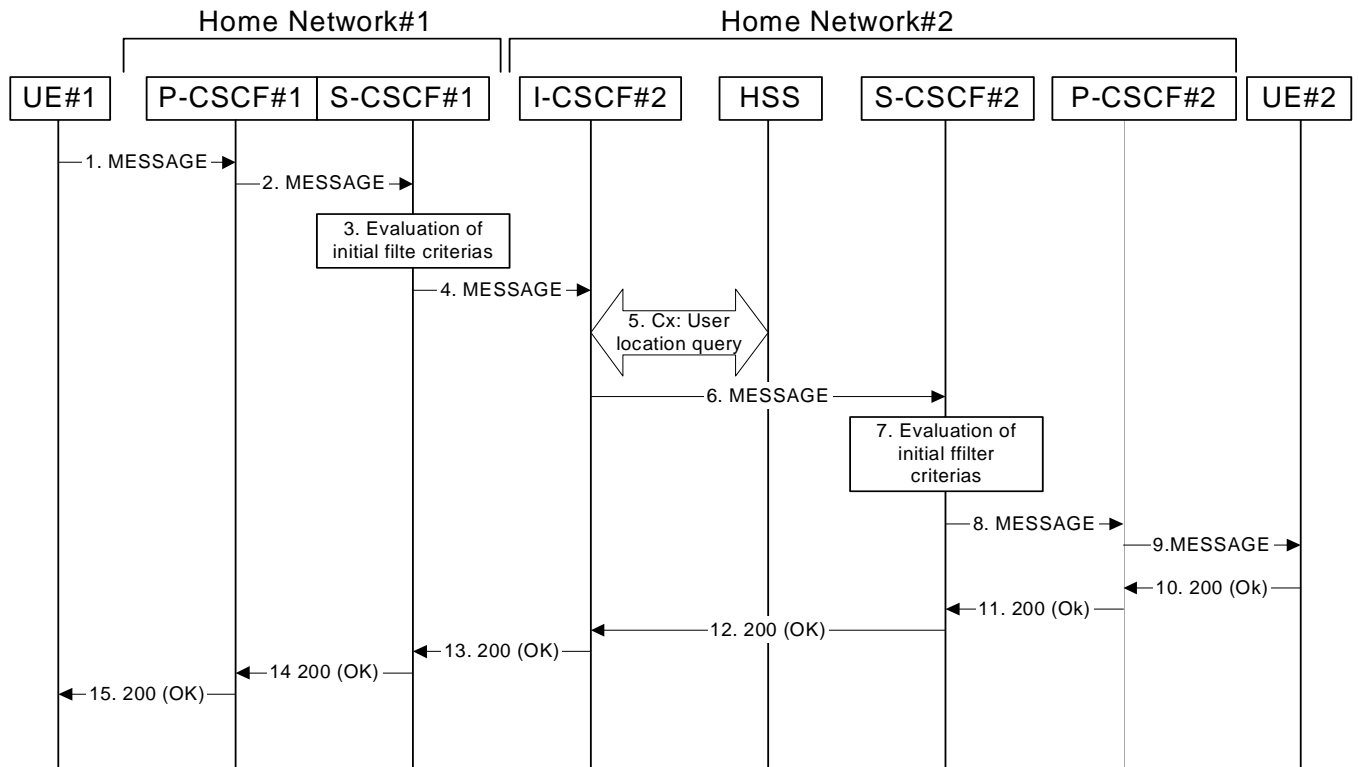 Home Network#1
Home Network#2
UE#1
P-CSCF#1
S-CSCF#1
I-CSCF#2
HSS
S-CSCF#2
P-CSCF#2
UE#2
1. MESSAGE
2. MESSAGE
3. Evaluation of
initial filte criterias
4. MESSAGE
5. Cx: User
location query
6. MESSAGE
7. Evaluation of
initial ffilter
criterias
8. MESSAGE
9.MESSAGE
10. 200 (Ok)
11. 200 (Ok)
12. 200 (OK)
13. 200 (OK)
14 200 (OK)
15. 200 (OK)